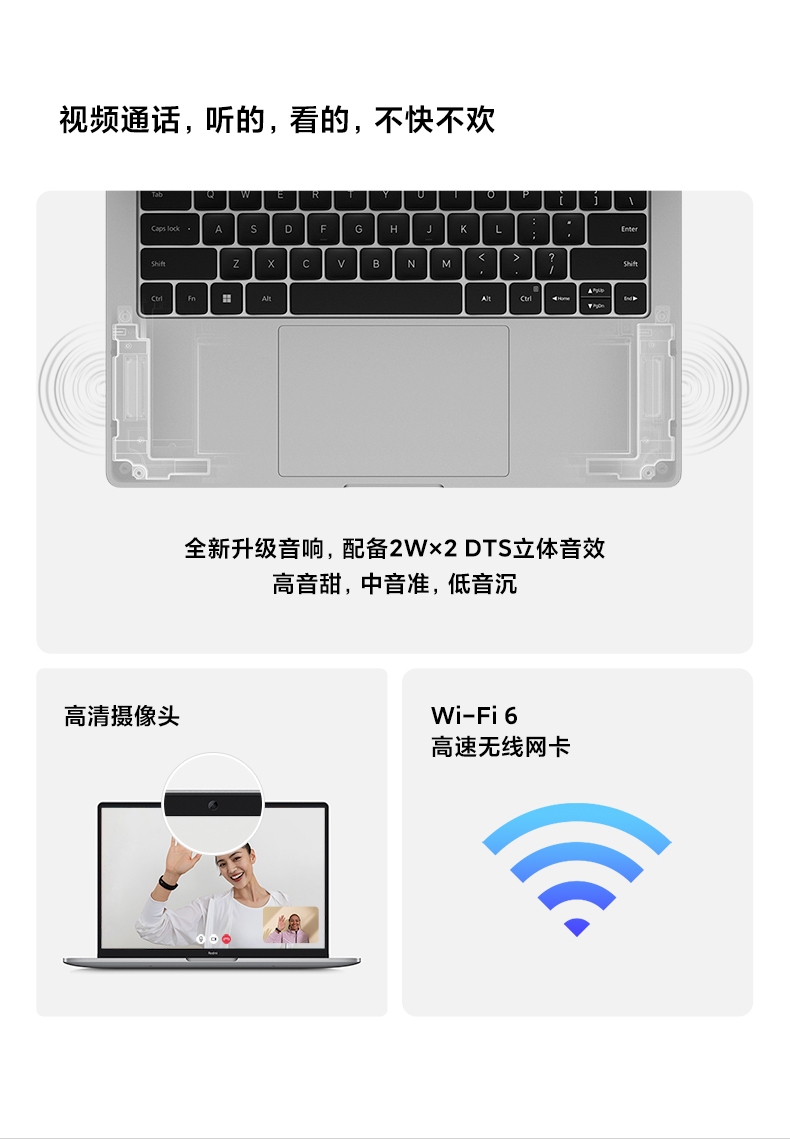 视频通话, 听的, 看的, 不快不欢
Tab Q W E R T Y U I O P [ ] \
Caps lock A S D F G H J K L : ; " ' Enter
Shift Z X C V B N M < , > . ? / Shift
Ctrl Fn Alt Alt Ctrl ◀Home ▲PgUp ▼PgDn End▶
全新升级音响, 配备2W×2 DTS立体音效
高音甜, 中音准, 低音沉
高清摄像头
Wi-Fi 6
高速无线网卡
Redmi